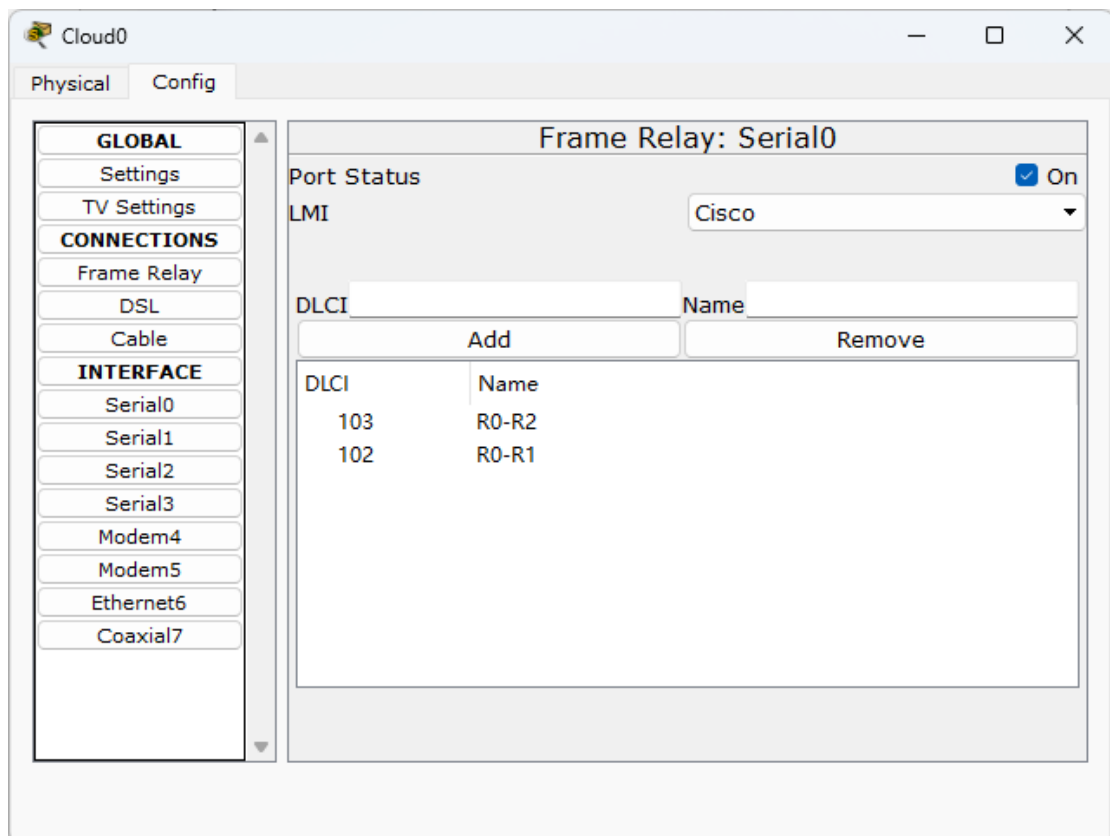 Cloud0
Physical Config
GLOBAL
Settings
TV Settings
CONNECTIONS
Frame Relay
DSL
Cable
INTERFACE
Serial0
Serial1
Serial2
Serial3
Modem4
Modem5
Ethernet6
Coaxial7
Frame Relay: Serial0
Port Status On
LMI Cisco
DLCI Name
Add Remove
DLCI Name
103 R0-R2
102 R0-R1